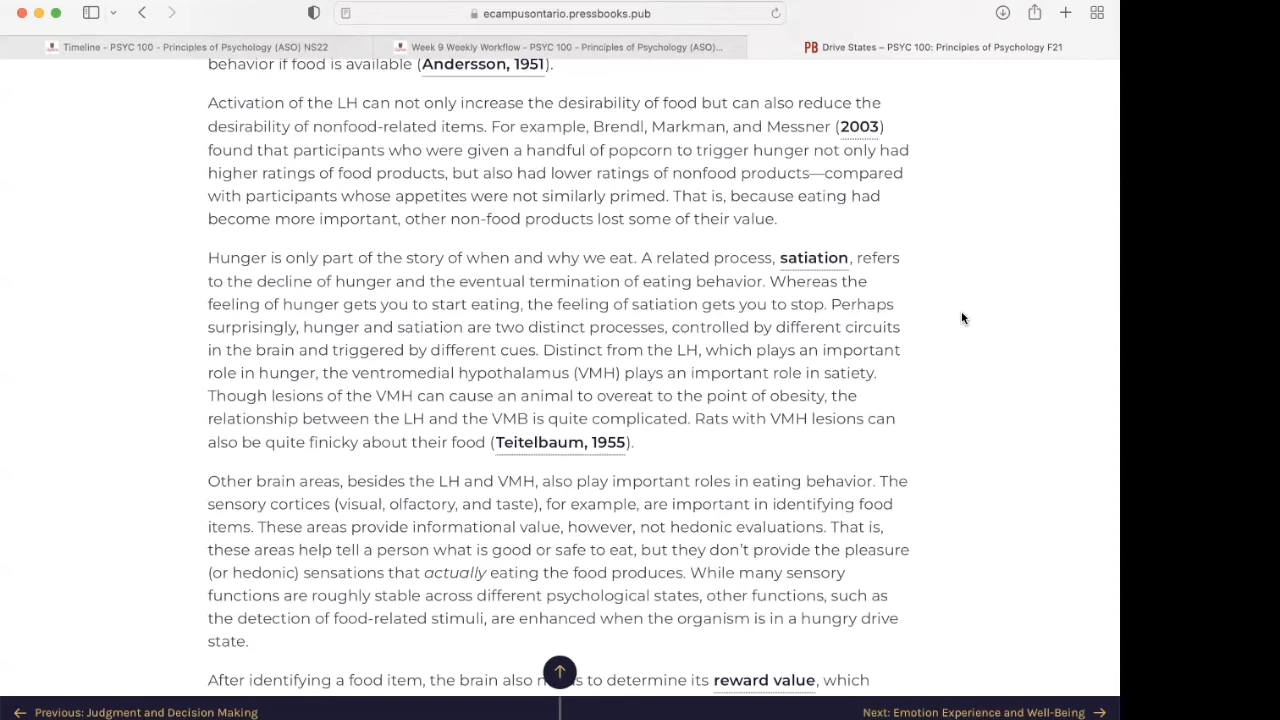 ecampusontario.pressbooks.pub
Timeline - PSYC 100 - Principles of Psychology (ASO) NS22
Week 9 Weekly Workflow - PSYC 100 - Principles of Psychology (ASO)...
PB Drive States – PSYC 100: Principles of Psychology F21
behavior if food is available (Andersson, 1951).
Activation of the LH can not only increase the desirability of food but can also reduce the
desirability of nonfood-related items. For example, Brendl, Markman, and Messner (2003)
found that participants who were given a handful of popcorn to trigger hunger not only had
higher ratings of food products, but also had lower ratings of nonfood products—compared
with participants whose appetites were not similarly primed. That is, because eating had
become more important, other non-food products lost some of their value.
Hunger is only part of the story of when and why we eat. A related process, satiation, refers
to the decline of hunger and the eventual termination of eating behavior. Whereas the
feeling of hunger gets you to start eating, the feeling of satiation gets you to stop. Perhaps
surprisingly, hunger and satiation are two distinct processes, controlled by different circuits
in the brain and triggered by different cues. Distinct from the LH, which plays an important
role in hunger, the ventromedial hypothalamus (VMH) plays an important role in satiety.
Though lesions of the VMH can cause an animal to overeat to the point of obesity, the
relationship between the LH and the VMB is quite complicated. Rats with VMH lesions can
also be quite finicky about their food (Teitelbaum, 1955).
Other brain areas, besides the LH and VMH, also play important roles in eating behavior. The
sensory cortices (visual, olfactory, and taste), for example, are important in identifying food
items. These areas provide informational value, however, not hedonic evaluations. That is,
these areas help tell a person what is good or safe to eat, but they don't provide the pleasure
(or hedonic) sensations that actually eating the food produces. While many sensory
functions are roughly stable across different psychological states, other functions, such as
the detection of food-related stimuli, are enhanced when the organism is in a hungry drive
state.
After identifying a food item, the brain also to determine its reward value, which
← Previous: Judgment and Decision Making
Next: Emotion Experience and Well-Being →